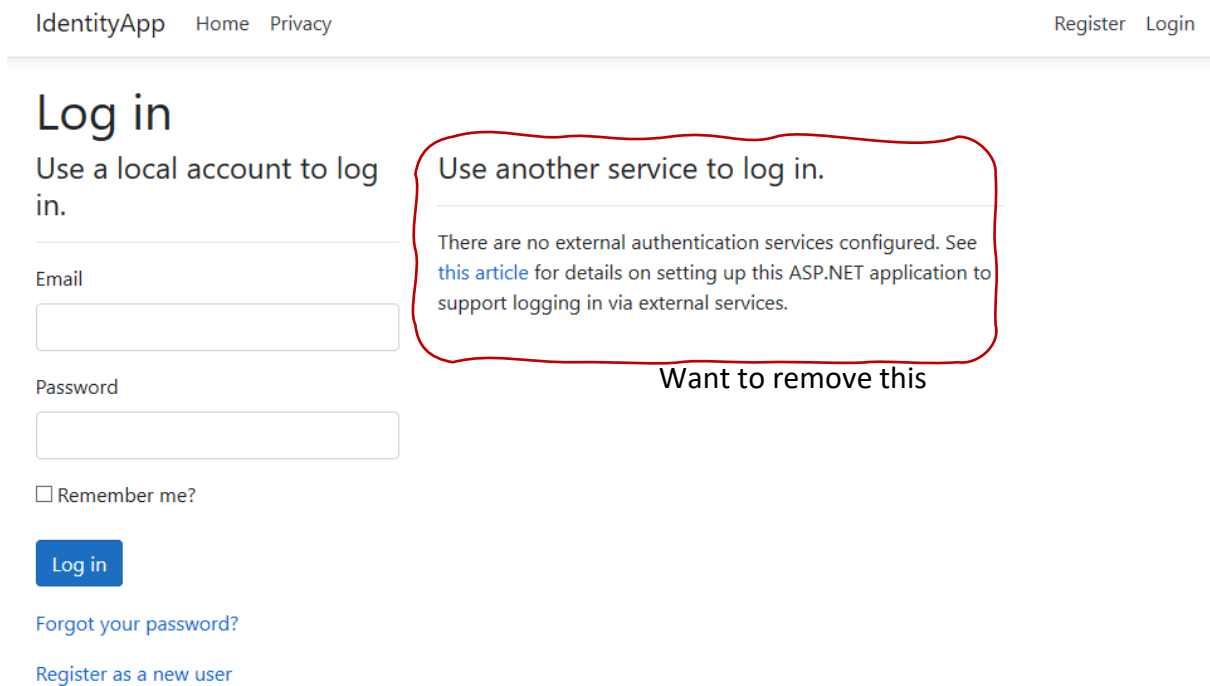 IdentityApp Home Privacy Register Login
Log in
Use a local account to log
in.
Email
Password
Remember me?
Log in
Forgot your password?
Register as a new user
Use another service to log in.
There are no external authentication services configured. See
this article for details on setting up this ASP.NET application to
support logging in via external services.
Want to remove this